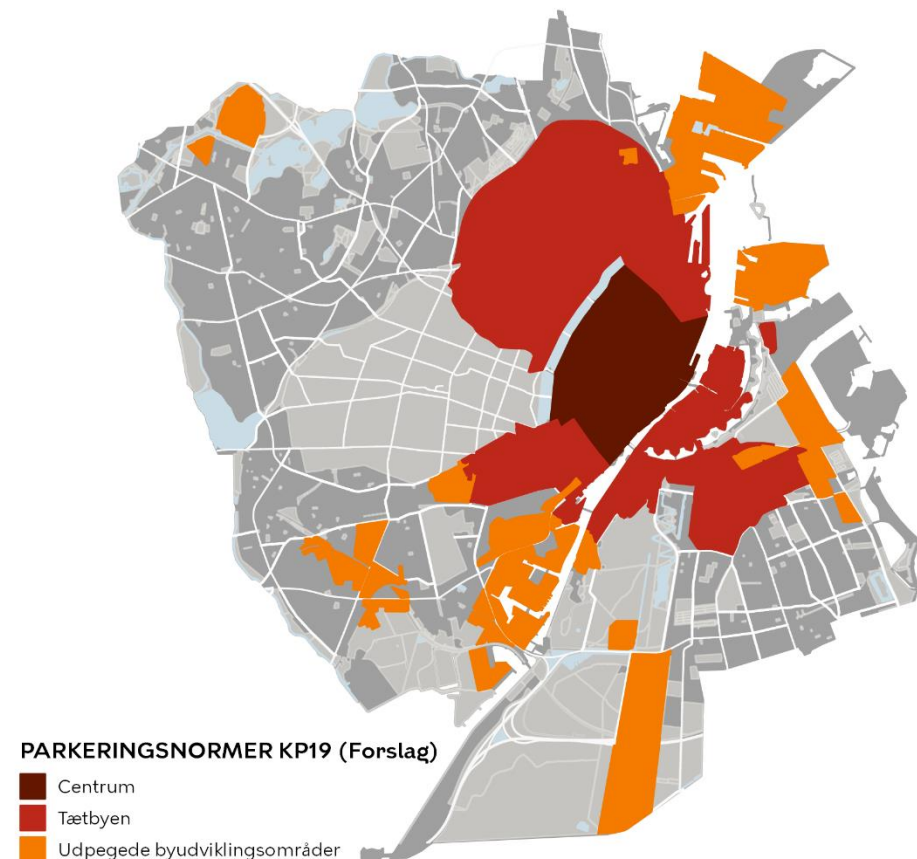 PARKERINGSNORMER KP19 (Forslag)
Centrum
Tætbyen
Udpegede byudviklingsområder